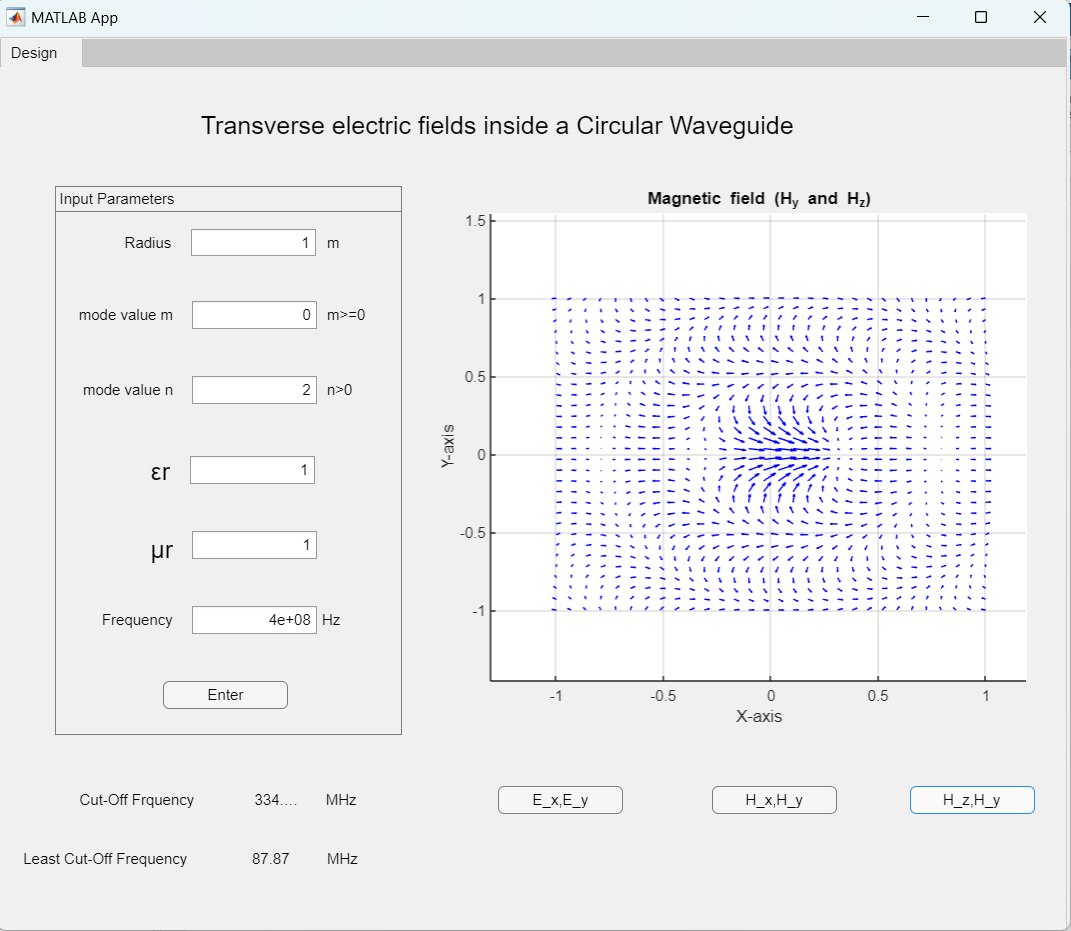 MATLAB App
Design
Transverse electric fields inside a Circular Waveguide
Input Parameters
Radius 1 m
mode value m 0 m>=0
mode value n 2 n>0
εr 1
μr 1
Frequency 4e+08 Hz
Enter
Magnetic field (Hy and Hz)
1.5
1
0.5
0
-0.5
-1
Y-axis
-1 -0.5 0 0.5 1
X-axis
E_x,E_y H_x,H_y H_z,H_y
Cut-Off Frquency 334.... MHz
Least Cut-Off Frequency 87.87 MHz